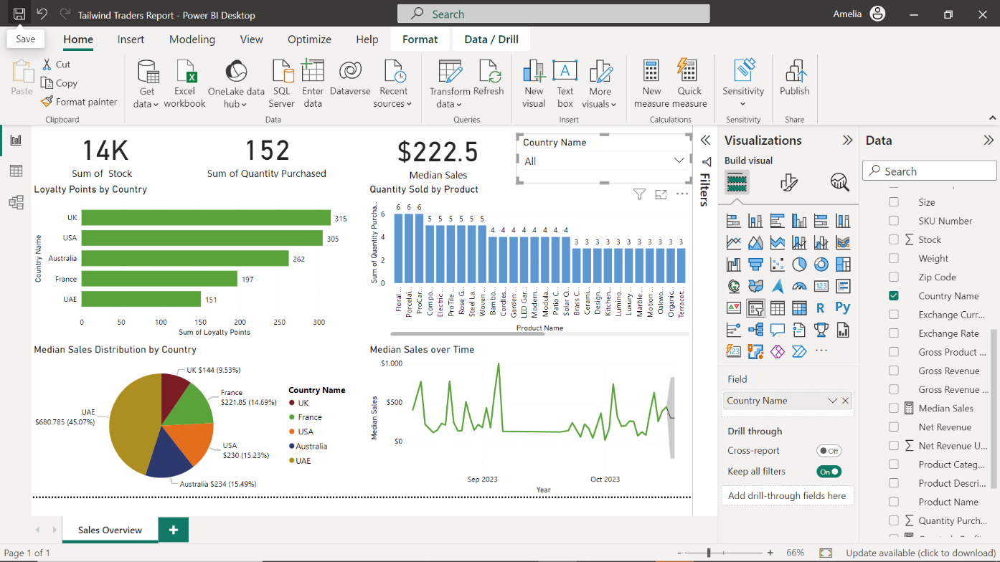 Tailwind Traders Report - Power BI Desktop
Search
Amelia
Save
Home
Insert
Modeling
View
Optimize
Help
Format
Data / Drill
Paste
Cut
Copy
Format painter
Clipboard
Get
data
Excel
workbook
OneLake data
hub
SQL
Server
Enter
data
Dataverse
Recent
sources
Data
Transform
data
Refresh
Queries
New
visual
Text
box
More
visuals
Insert
New
measure
Quick
measure
Calculations
Sensitivity
Sensitivity
Publish
Share
14K
Sum of Stock
152
Sum of Quantity Purchased
$222.5
Median Sales
Country Name
All
Loyalty Points by Country
Country Name
UK
315
USA
305
Australia
262
France
197
UAE
151
0 50 100 150 200 250 300
Sum of Loyalty Points
Quantity Sold by Product
Sum of Quantity Purcha...
6
4
2
0
6 6 6 5 5 5 5 5 5 4 4 4 4 4 4 4 4 3 3 3 3 3 3 3 3 3 3 3
Floral ...
Porcelai...
ProCar...
Compo...
Electric...
ProTile ...
Rose G...
Steel La...
Woven ...
Bambo...
Cordles...
Garden ...
LED Gar...
Modern...
Modula...
Patio C...
Solar O...
Brass C...
Cerami...
Design...
Kitchen...
Lumino...
Luxury ...
Marble ...
Motion ...
Oakwo...
Organic...
Terracot...
Product Name
Median Sales Distribution by Country
UK $144 (9.53%)
France
$221.85 (14.69%)
USA
$230 (15.23%)
Australia $234 (15.49%)
UAE
$680.785 (45.07%)
Country Name
UK
France
USA
Australia
UAE
Median Sales over Time
Median Sales
$1,000
$500
$0
Sep 2023
Oct 2023
Year
Filters
Visualizations
Build visual
123
R
Py
123
Field
Country Name
Drill through
Cross-report
Off
Keep all filters
On
Add drill-through fields here
Data
Search
Size
SKU Number
Stock
Weight
Zip Code
Country Name
Exchange Curr...
Exchange Rate
Gross Product ...
Gross Revenue
Gross Revenue ...
Median Sales
Net Revenue
Net Revenue U...
Product Categ...
Product Descri...
Product Name
Quantity Purch...
Sales Overview
Page 1 of 1
66%
Update available (click to download)